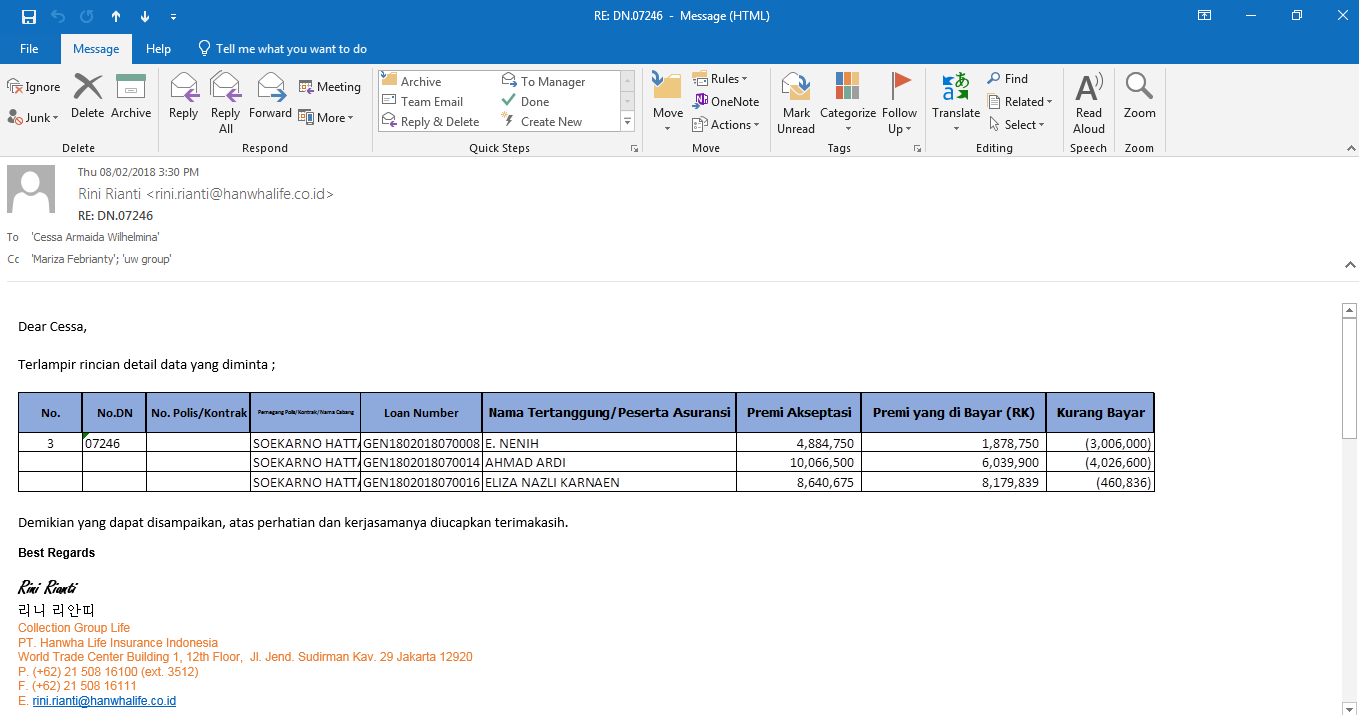 RE: DN.07246 - Message (HTML)
File Message Help Tell me what you want to do
Ignore
Junk
Delete
Archive
Delete
Reply
Reply All
Forward
Meeting
More
Respond
Archive
To Manager
Team Email
Done
Reply & Delete
Create New
Quick Steps
Move
Rules
OneNote
Actions
Move
Mark Unread
Categorize
Follow Up
Tags
Translate
Find
Related
Select
Editing
Read Aloud
Speech
Zoom
Zoom
Thu 08/02/2018 3:30 PM
Rini Rianti <rini.rianti@hanwhalife.co.id>
RE: DN.07246
To 'Cessa Armaida Wilhelmina'
Cc 'Mariza Febrianty'; 'uw group'
Dear Cessa,
Terlampir rincian detail data yang diminta ;
No. No.DN No. Polis/Kontrak Pemegang Polis/Kontrak/Nama Cabang Loan Number Nama Tertanggung/Peserta Asuransi Premi Akseptasi Premi yang di Bayar (RK) Kurang Bayar
3 07246 SOEKARNO HATTA GEN1802018070008 E. NENIH 4,884,750 1,878,750 (3,006,000)
SOEKARNO HATTA GEN1802018070014 AHMAD ARDI 10,066,500 6,039,900 (4,026,600)
SOEKARNO HATTA GEN1802018070016 ELIZA NAZLI KARNAEN 8,640,675 8,179,839 (460,836)
Demikian yang dapat disampaikan, atas perhatian dan kerjasamanya diucapkan terimakasih.
Best Regards
Rini Rianti
리니 리안띠
Collection Group Life
PT. Hanwha Life Insurance Indonesia
World Trade Center Building 1, 12th Floor, Jl. Jend. Sudirman Kav. 29 Jakarta 12920
P. (+62) 21 508 16100 (ext. 3512)
F. (+62) 21 508 16111
E. rini.rianti@hanwhalife.co.id